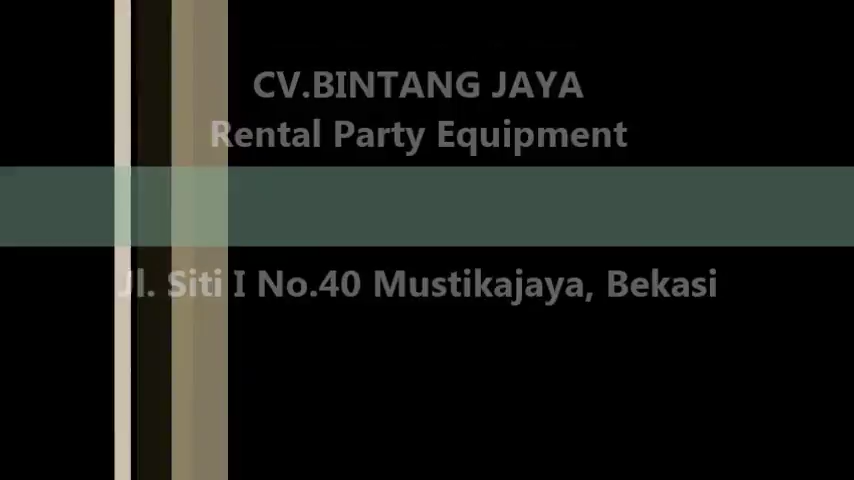 CV.BINTANG JAYA
Rental Party Equipment
Jl. Siti I No.40 Mustikajaya, Bekasi